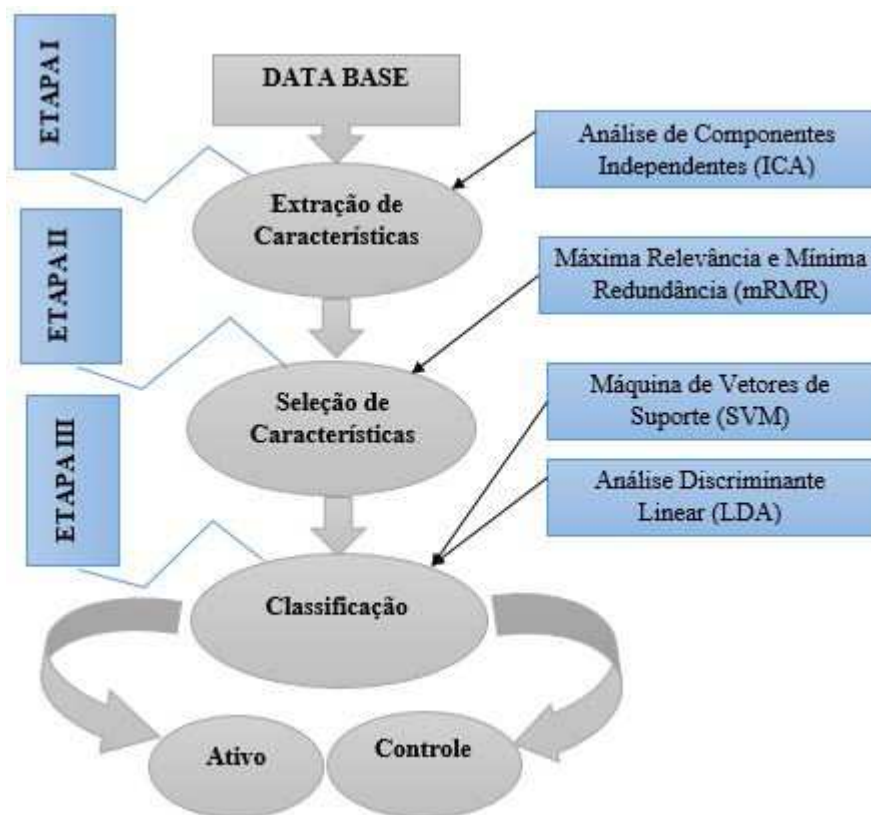 ETAPA I
DATA BASE
Extração de
Características
Análise de Componentes
Independentes (ICA)
ETAPA II
Máxima Relevância e Mínima
Redundância (mRMR)
Seleção de
Características
Máquina de Vetores de
Suporte (SVM)
ETAPA III
Análise Discriminante
Linear (LDA)
Classificação
Ativo
Controle